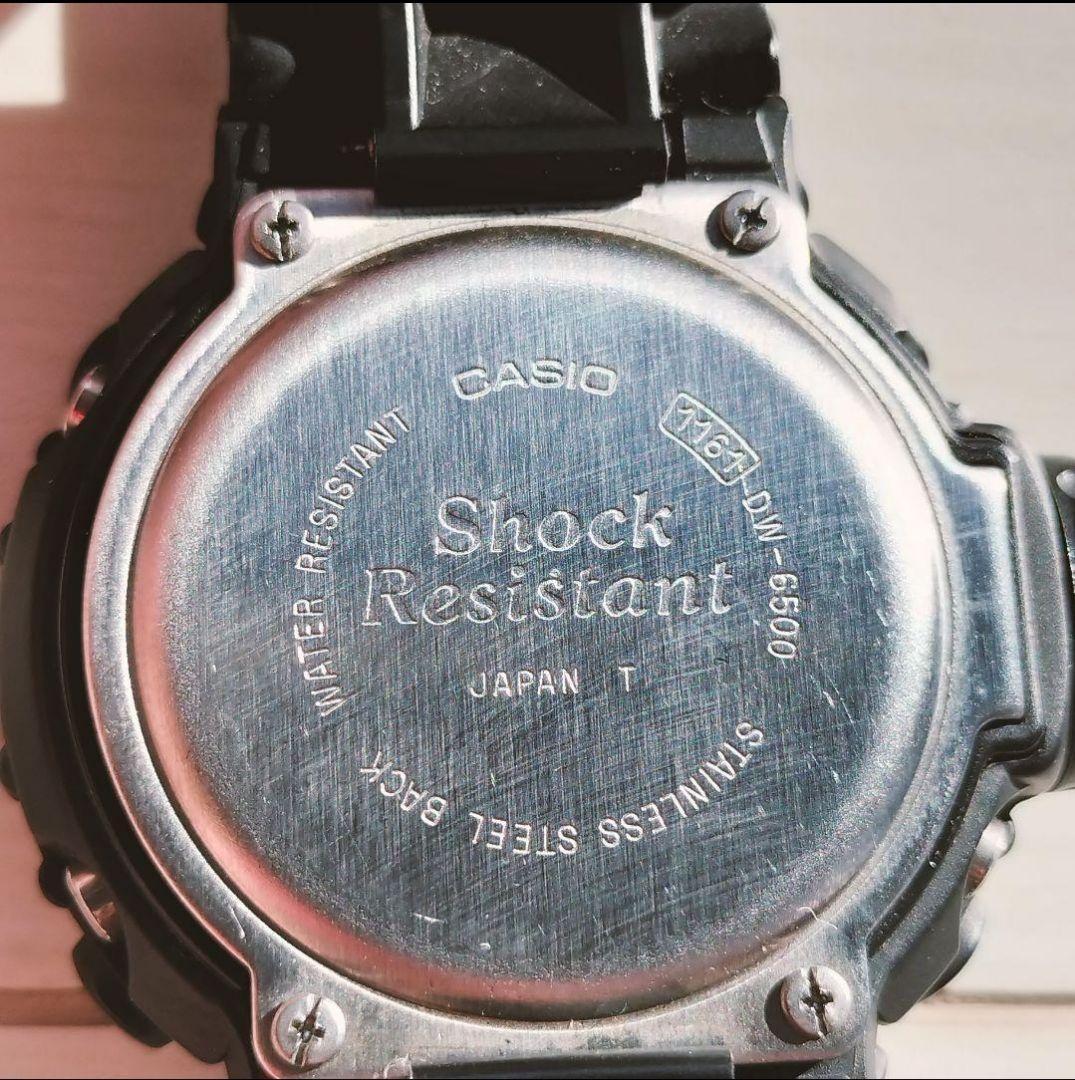 CASIO
1161 DW-6500
WATER RESISTANT
Shock
Resistant
JAPAN T
STAINLESS STEEL BACK